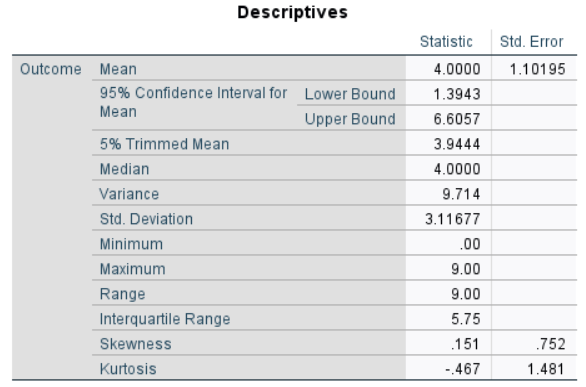 Descriptives
Statistic Std. Error
Outcome Mean 4.0000 1.10195
95% Confidence Interval for Mean Lower Bound 1.3943
Upper Bound 6.6057
5% Trimmed Mean 3.9444
Median 4.0000
Variance 9.714
Std. Deviation 3.11677
Minimum .00
Maximum 9.00
Range 9.00
Interquartile Range 5.75
Skewness .151 .752
Kurtosis -.467 1.481